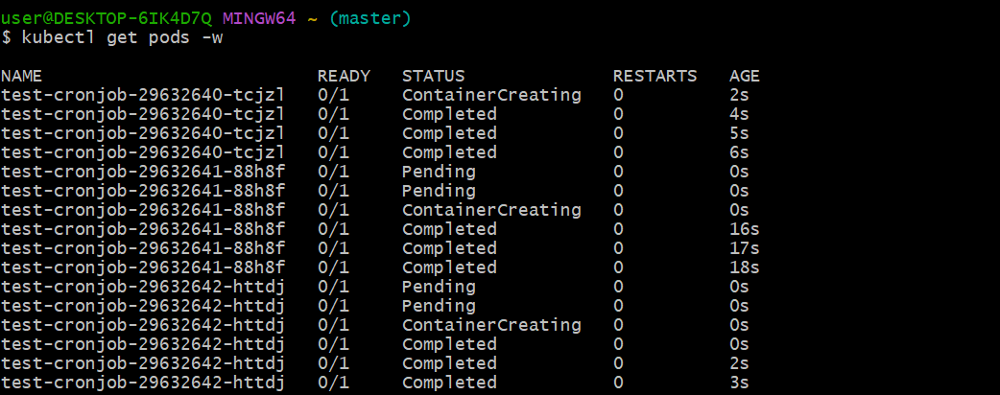 user@DESKTOP-6IK4D7Q MINGW64 ~ (master)
$ kubectl get pods -w
NAME READY STATUS RESTARTS AGE
test-cronjob-29632640-tcjzl 0/1 ContainerCreating 0 2s
test-cronjob-29632640-tcjzl 0/1 Completed 0 4s
test-cronjob-29632640-tcjzl 0/1 Completed 0 5s
test-cronjob-29632640-tcjzl 0/1 Completed 0 6s
test-cronjob-29632641-88h8f 0/1 Pending 0 0s
test-cronjob-29632641-88h8f 0/1 Pending 0 0s
test-cronjob-29632641-88h8f 0/1 ContainerCreating 0 0s
test-cronjob-29632641-88h8f 0/1 Completed 0 16s
test-cronjob-29632641-88h8f 0/1 Completed 0 17s
test-cronjob-29632641-88h8f 0/1 Completed 0 18s
test-cronjob-29632642-httdj 0/1 Pending 0 0s
test-cronjob-29632642-httdj 0/1 Pending 0 0s
test-cronjob-29632642-httdj 0/1 ContainerCreating 0 0s
test-cronjob-29632642-httdj 0/1 Completed 0 0s
test-cronjob-29632642-httdj 0/1 Completed 0 2s
test-cronjob-29632642-httdj 0/1 Completed 0 3s